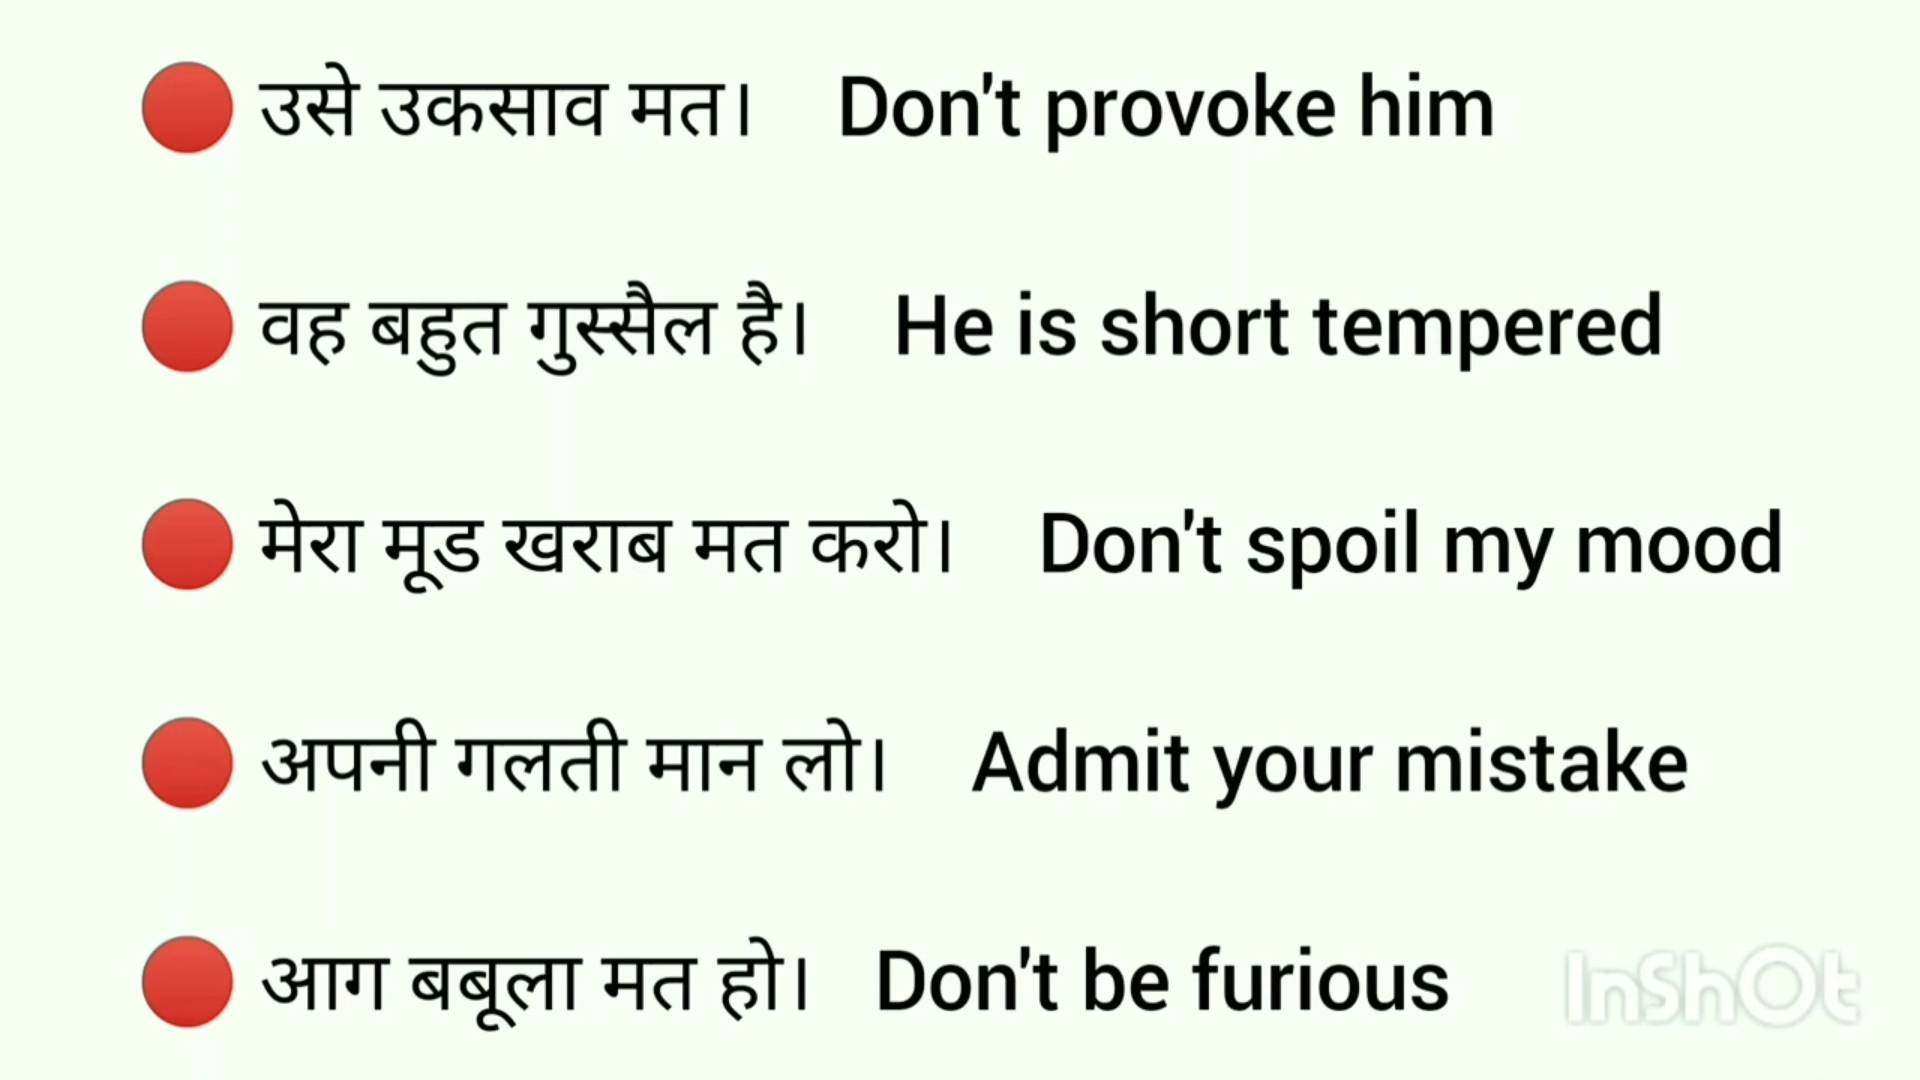 उसे उकसाव मत। Don't provoke him
वह बहुत गुस्सैल है। He is short tempered
मेरा मूड खराब मत करो। Don't spoil my mood
अपनी गलती मान लो। Admit your mistake
आग बबूला मत हो। Don't be furious
InShOt